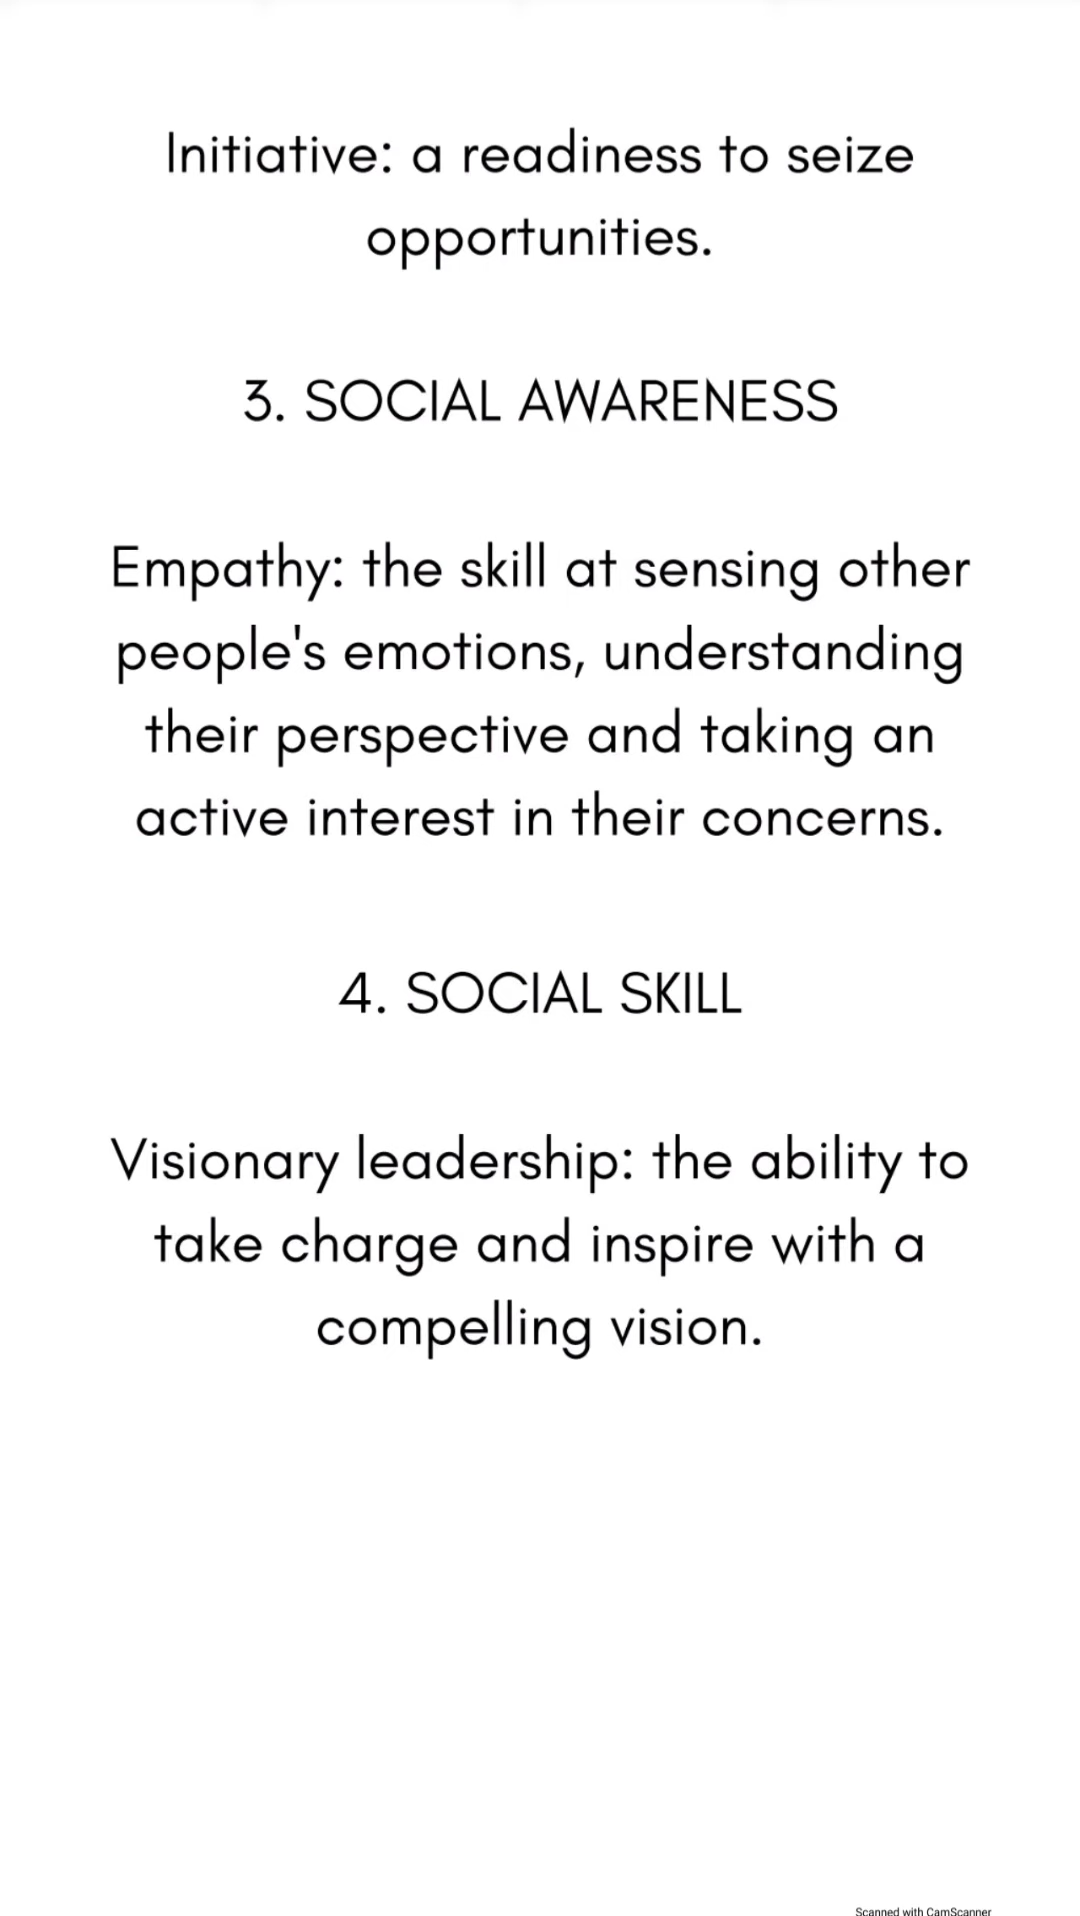 Initiative: a readiness to seize
opportunities.
3. SOCIAL AWARENESS
Empathy: the skill at sensing other
people's emotions, understanding
their perspective and taking an
active interest in their concerns.
4. SOCIAL SKILL
Visionary leadership: the ability to
take charge and inspire with a
compelling vision.
Scanned with CamScanner